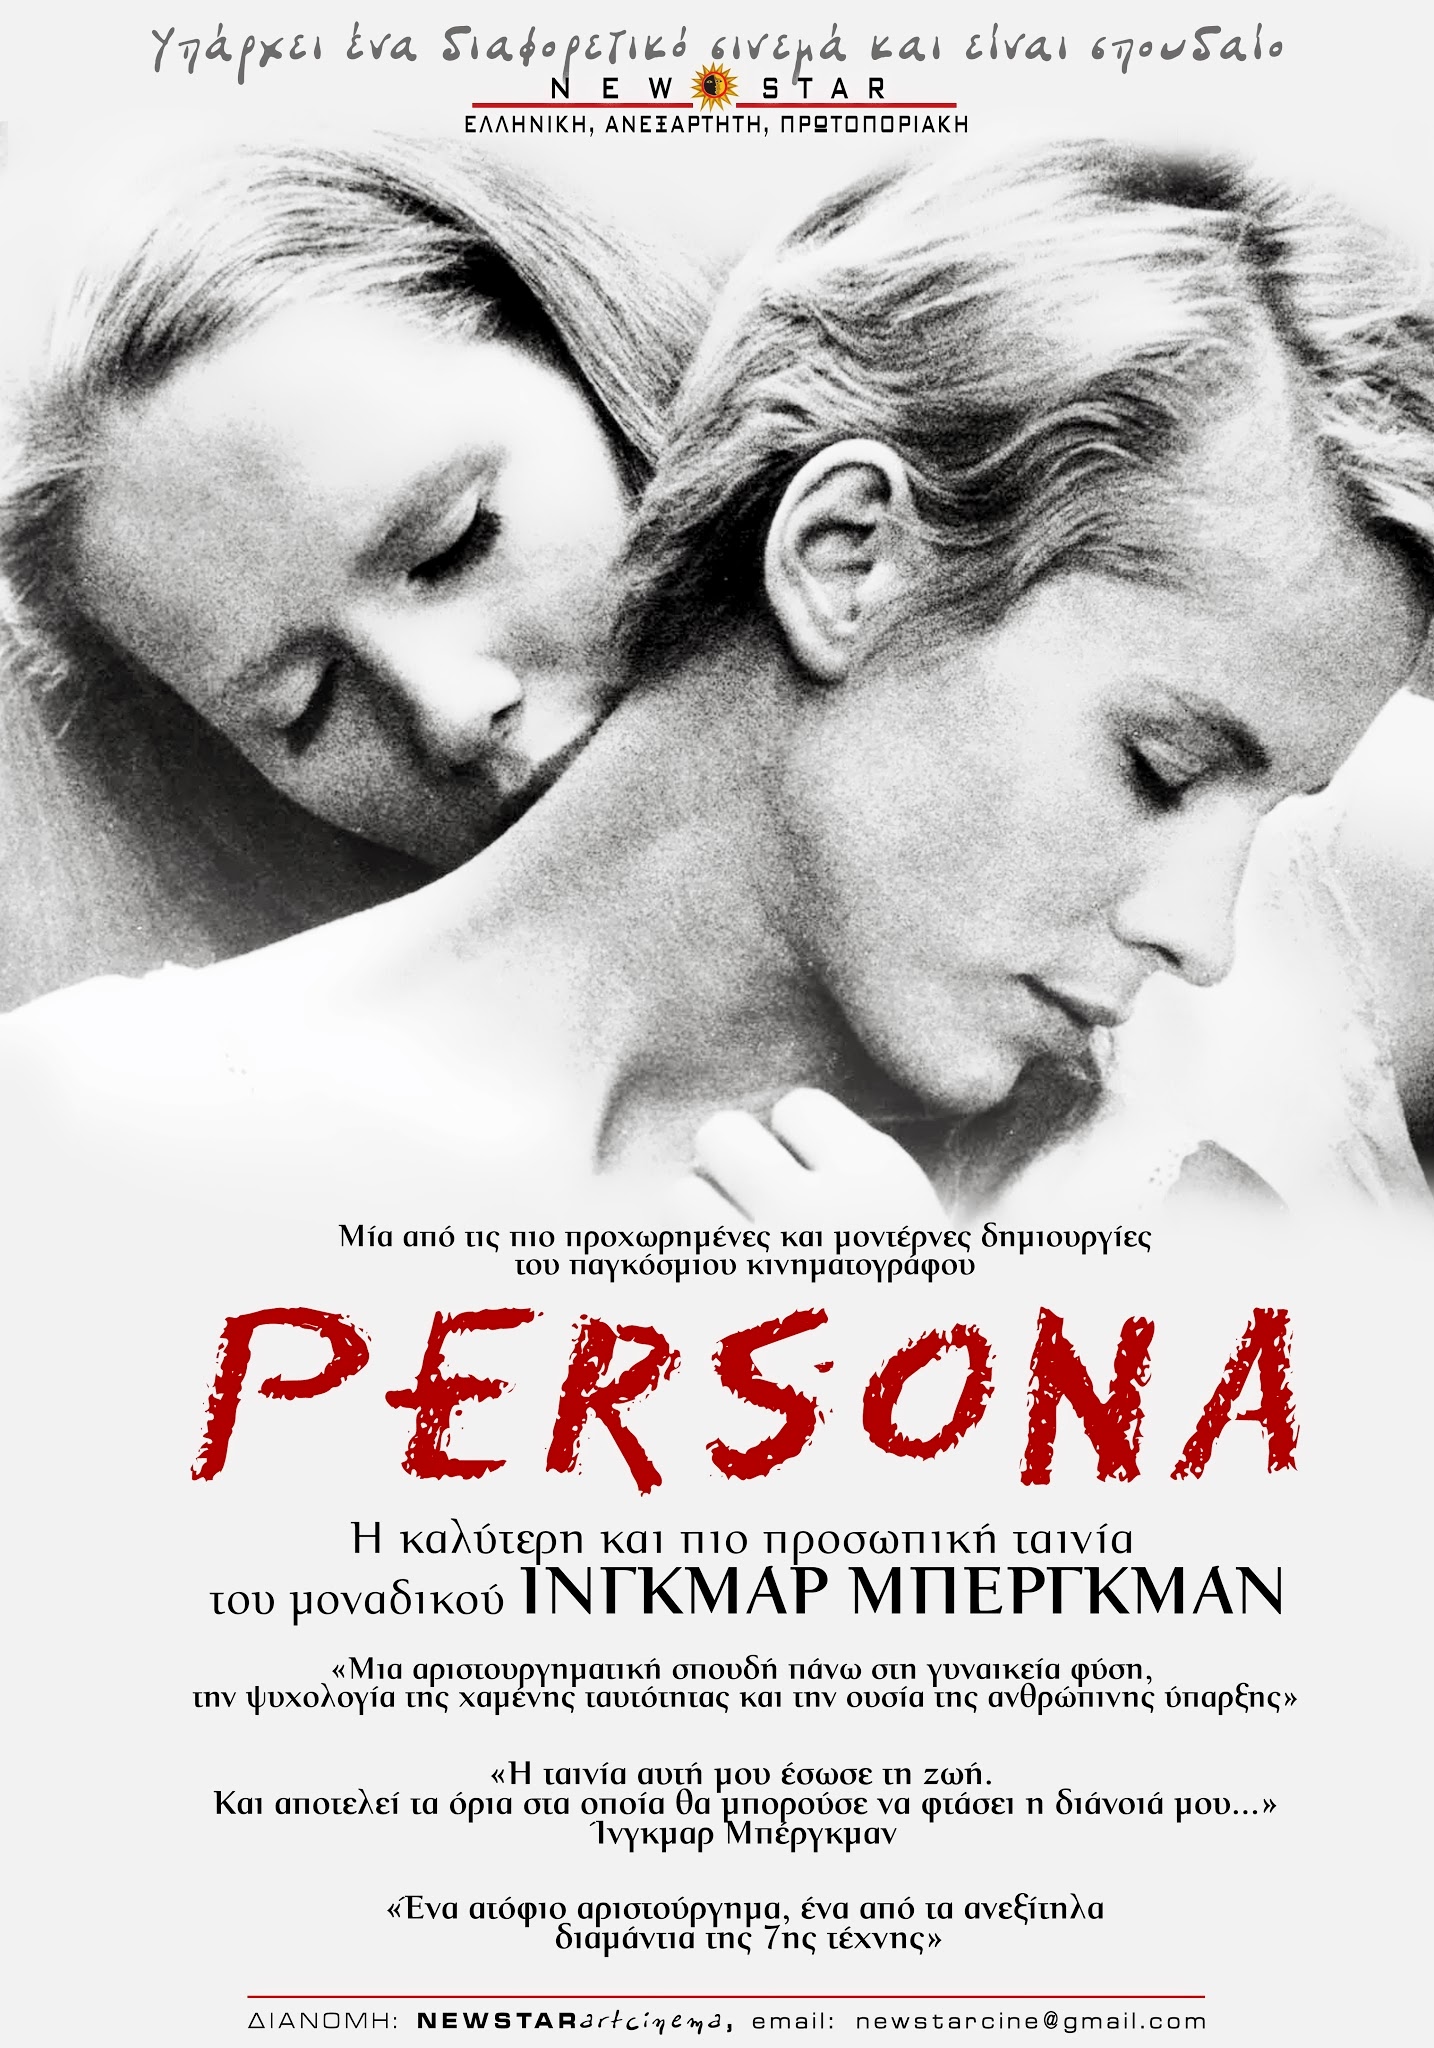 Υπάρχει ένα διαφορετικό σινεμά και είναι σπουδαίο
NEW STAR
ΕΛΛΗΝΙΚΗ, ΑΝΕΞΑΡΤΗΤΗ, ΠΡΩΤΟΠΟΡΙΑΚΗ
Μία από τις πιο προχωρημένες και μοντέρνες δημιουργίες
του παγκόσμιου κινηματογράφου
PERSONA
Η καλύτερη και πιο προσωπική ταινία
του μοναδικού ΙΝΓΚΜΑΡ ΜΠΕΡΓΚΜΑΝ
«Μια αριστουργηματική σπουδή πάνω στη γυναικεία φύση,
την ψυχολογία της χαμένης ταυτότητας και την ουσία της ανθρώπινης ύπαρξης»
«Η ταινία αυτή μου έσωσε τη ζωή.
Και αποτελεί τα όρια στα οποία θα μπορούσε να φτάσει η διάνοιά μου...»
Ίνγκμαρ Μπέργκμαν
«Ένα ατόφιο αριστούργημα, ένα από τα ανεξίτηλα
διαμάντια της 7ης τέχνης»
ΔΙΑΝΟΜΗ: NEWSTARartcinema, email: newstarcine@gmail.com